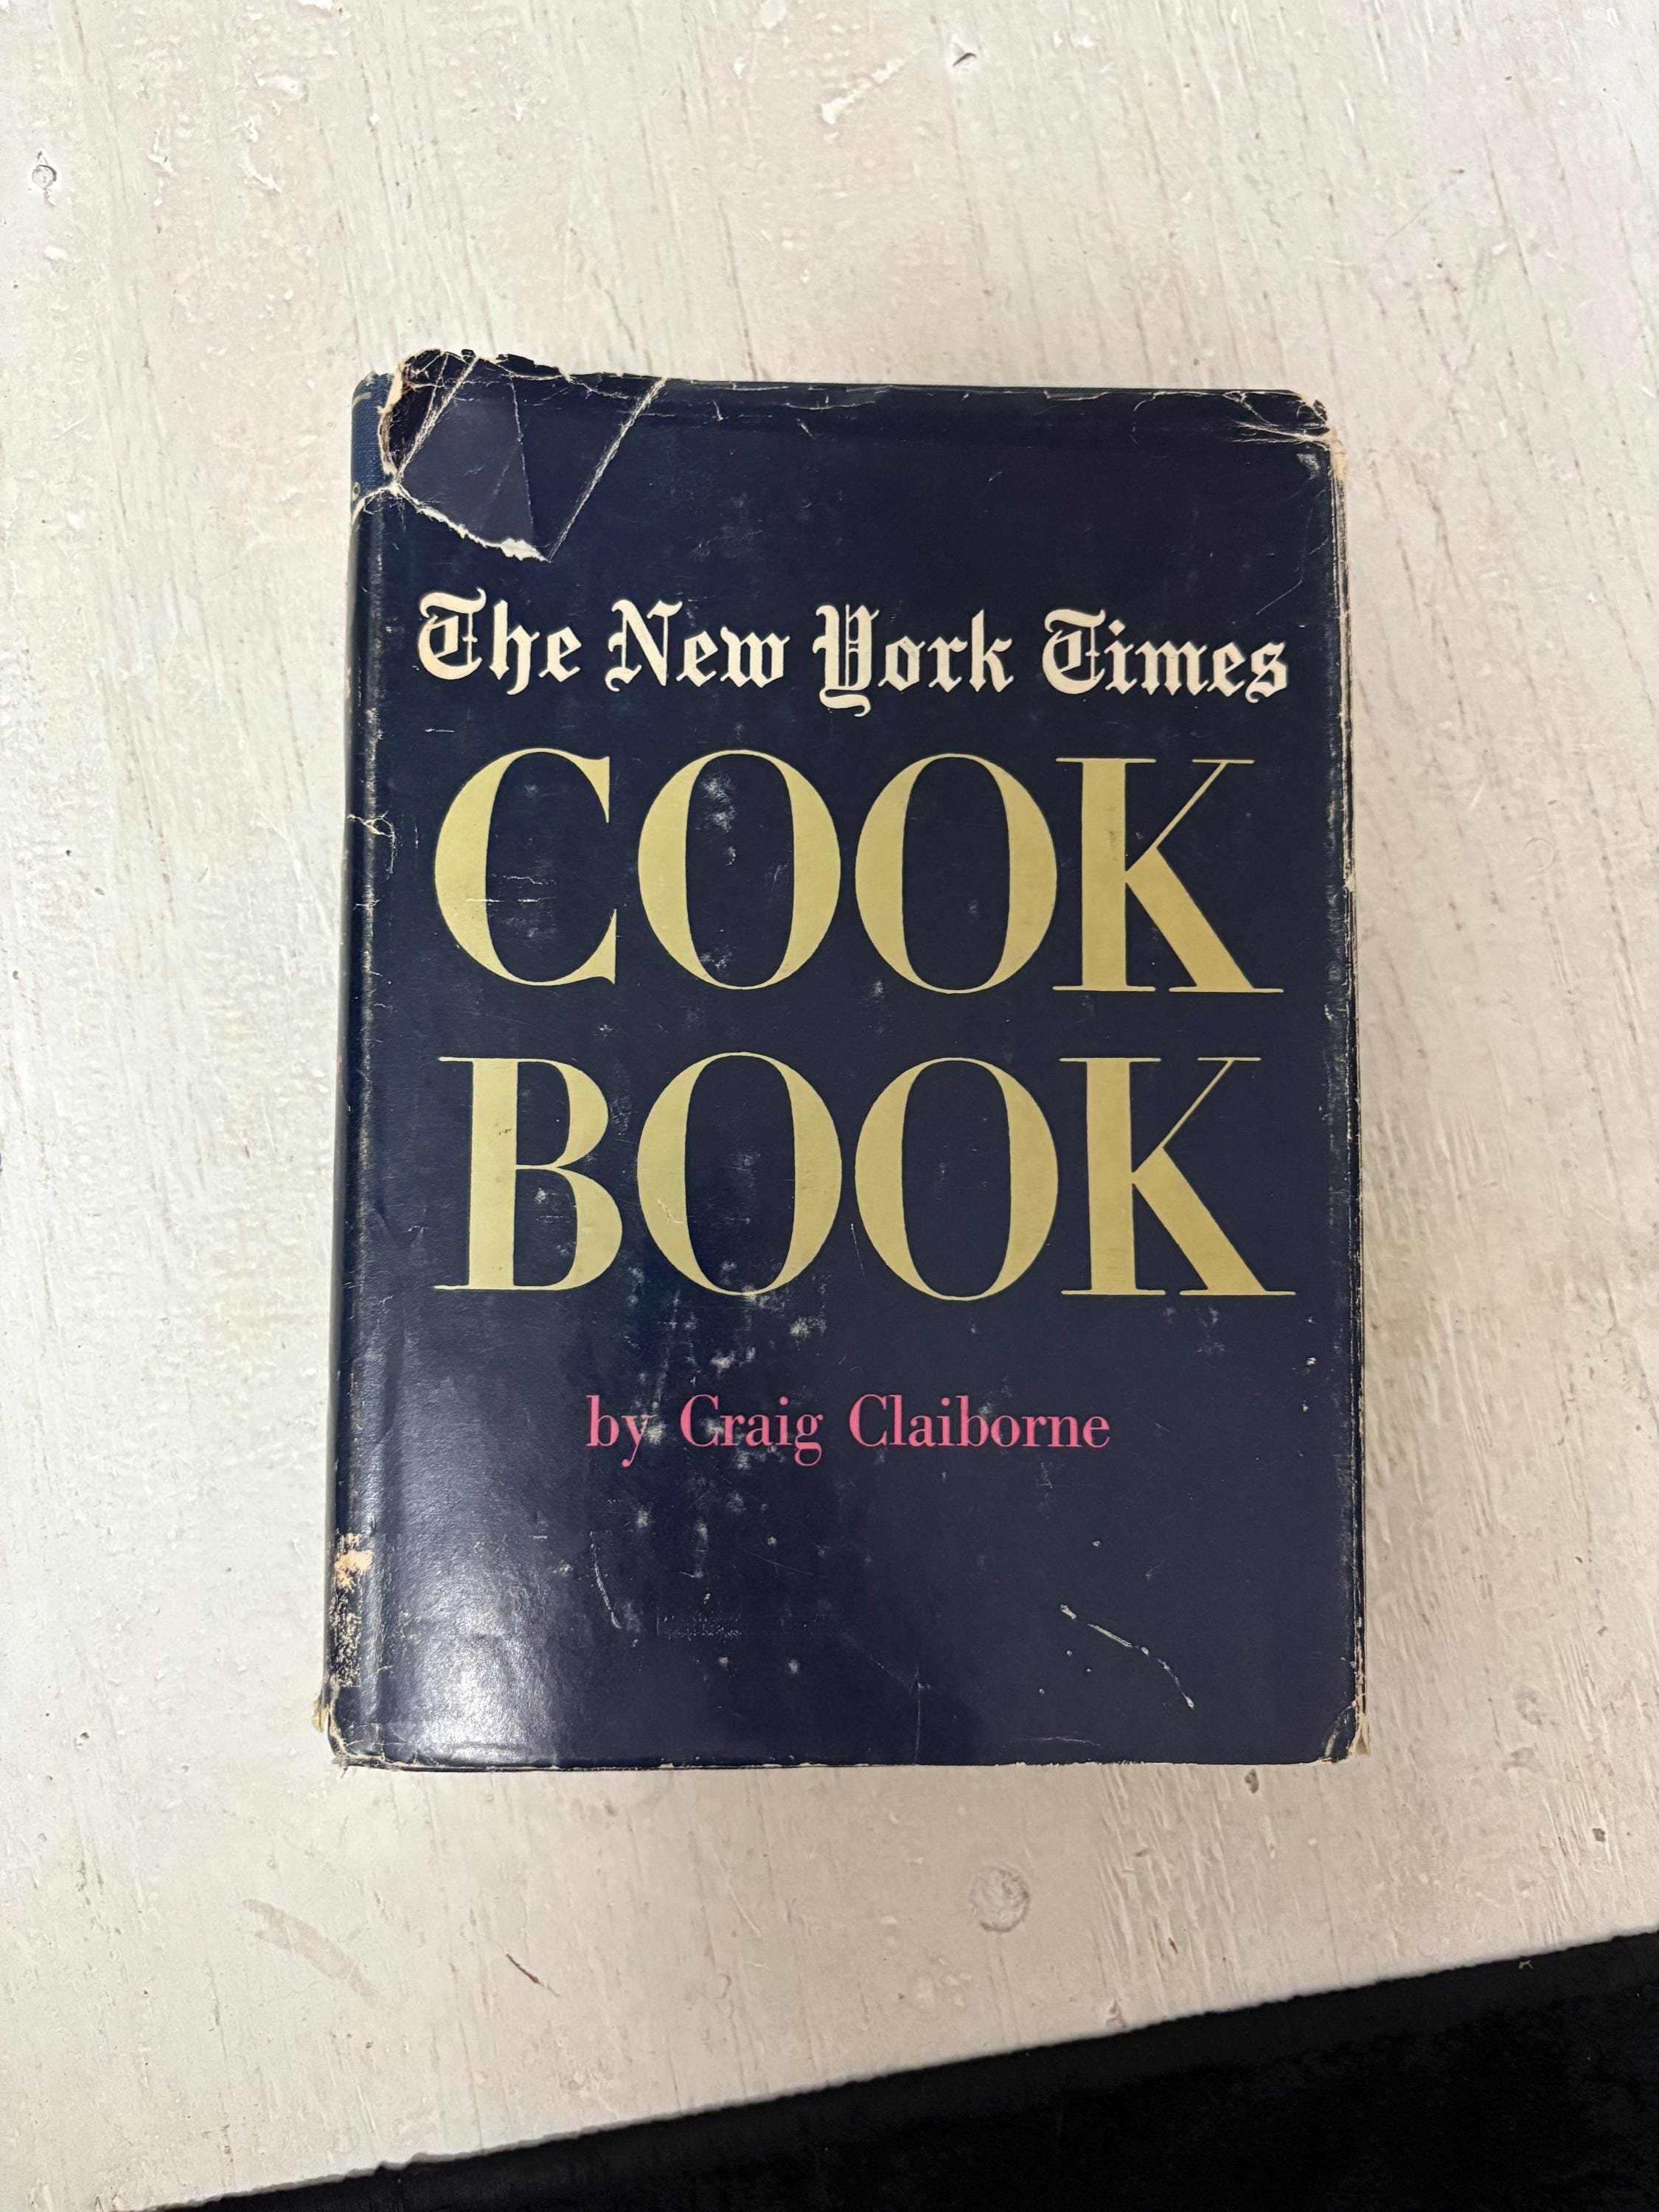 The New York Times
COOK
BOOK
by Craig Claiborne